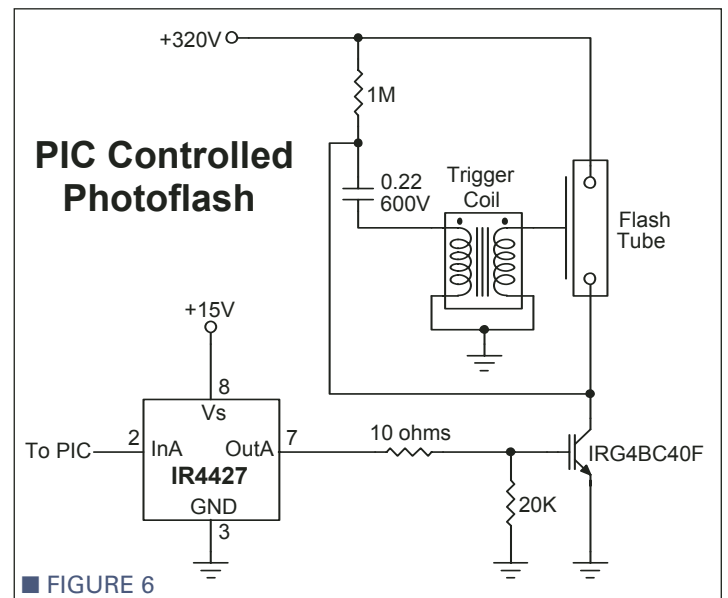 +320V
1M
PIC Controlled
Photoflash
0.22
600V
Trigger
Coil
Flash
Tube
+15V
8
Vs
To PIC
2
InA
OutA
7
IR4427
GND
3
10 ohms
20K
IRG4BC40F
■ FIGURE 6